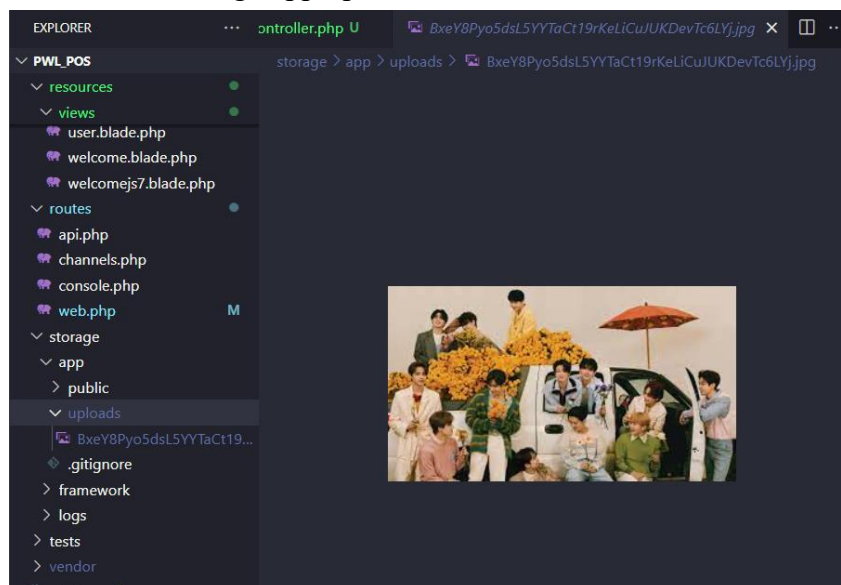 EXPLORER
···
ontroller.php U
BxeY8Pyo5dsL5YYTaCt19rKeLiCuJUKDevTc6LYj.jpg
PWL_POS
storage > app > uploads > BxeY8Pyo5dsL5YYTaCt19rKeLiCuJUKDevTc6LYj.jpg
resources
views
user.blade.php
welcome.blade.php
welcomejs7.blade.php
routes
api.php
channels.php
console.php
web.php M
storage
app
public
uploads
BxeY8Pyo5dsL5YYTaCt19...
.gitignore
framework
logs
tests
vendor